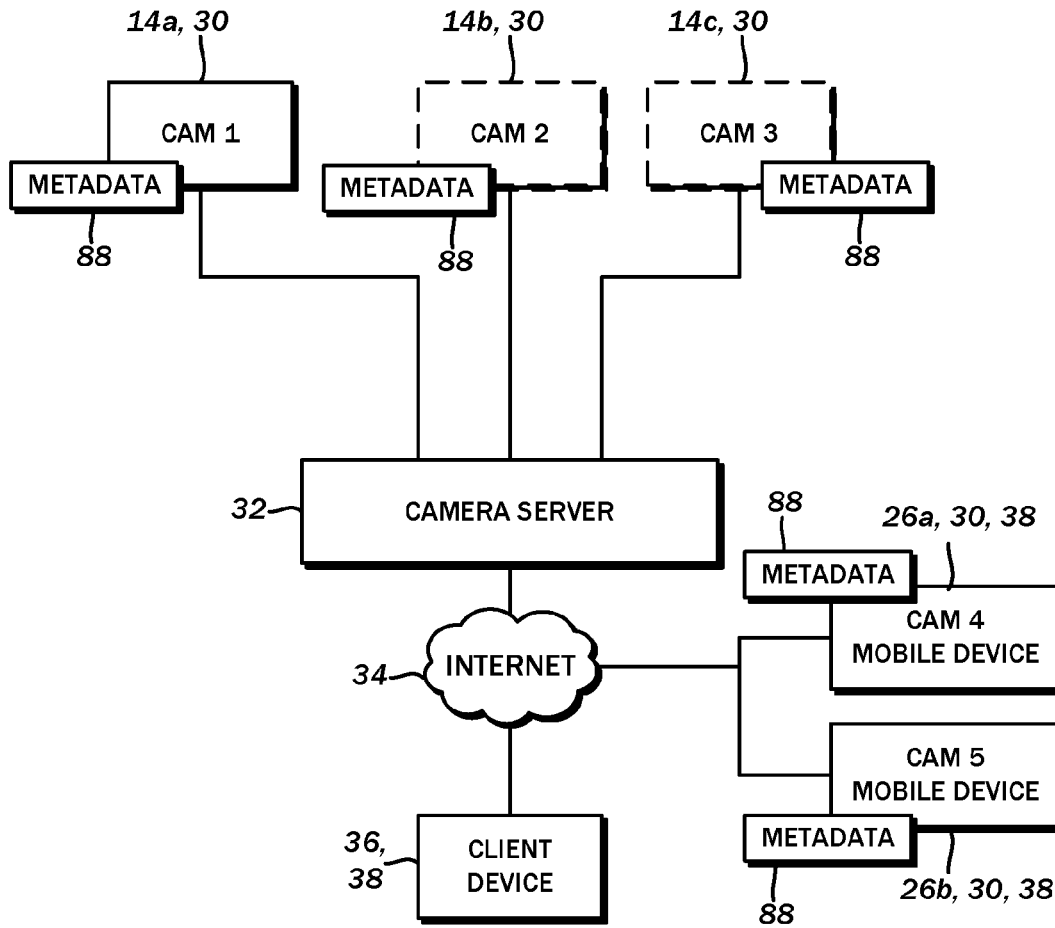 14a, 30
14b, 30
14c, 30
CAM 1
CAM 2
CAM 3
METADATA
METADATA
METADATA
88
88
88
32
CAMERA SERVER
88
26a, 30, 38
METADATA
CAM 4
MOBILE DEVICE
34
INTERNET
CAM 5
MOBILE DEVICE
METADATA
36,
38
CLIENT
DEVICE
88
26b, 30, 38